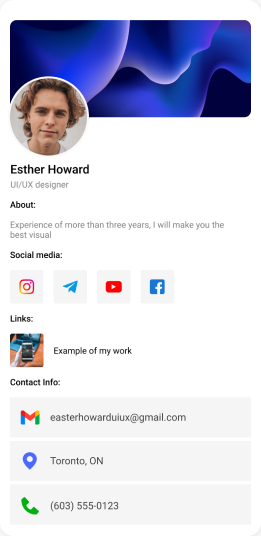 Esther Howard
UI/UX designer
About:
Experience of more than three years, I will make you the
best visual
Social media:
Links:
Example of my work
Contact Info:
easterhowarduiux@gmail.com
Toronto, ON
(603) 555-0123